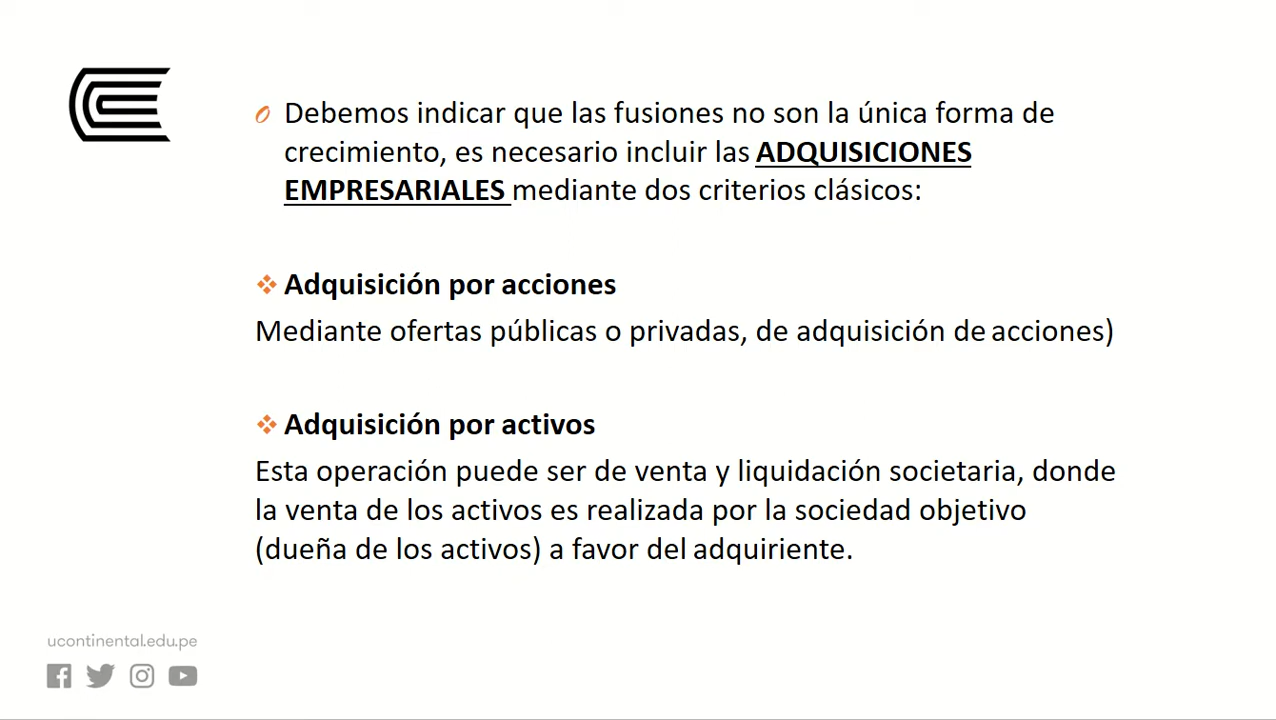 Debemos indicar que las fusiones no son la única forma de
crecimiento, es necesario incluir las ADQUISICIONES
EMPRESARIALES mediante dos criterios clásicos:
Adquisición por acciones
Mediante ofertas públicas o privadas, de adquisición de acciones)
Adquisición por activos
Esta operación puede ser de venta y liquidación societaria, donde
la venta de los activos es realizada por la sociedad objetivo
(dueña de los activos) a favor del adquiriente.
ucontinental.edu.pe